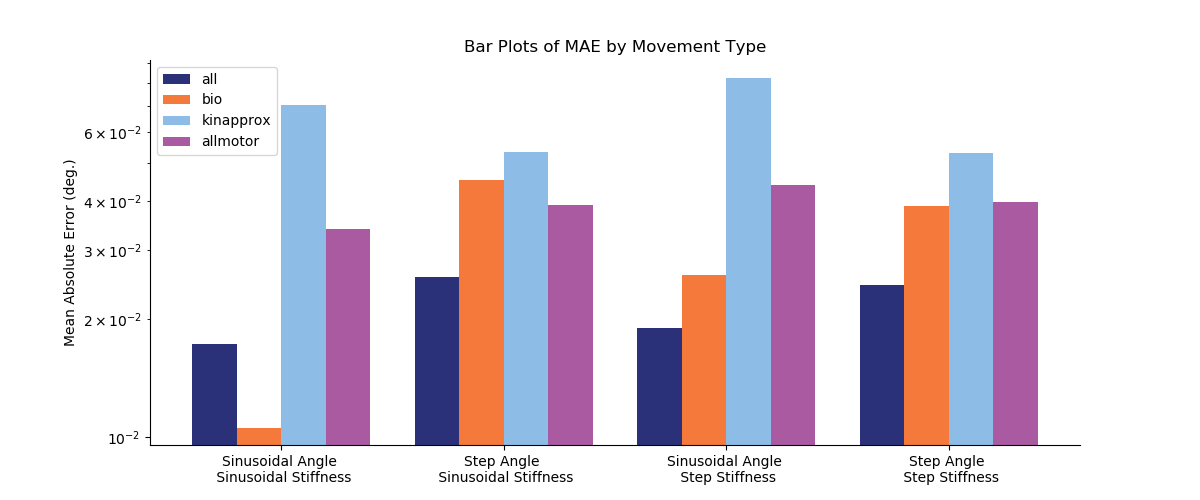 Bar Plots of MAE by Movement Type
all
bio
kinapprox
allmotor
Mean Absolute Error (deg.)
6 × 10⁻²
4 × 10⁻²
3 × 10⁻²
2 × 10⁻²
10⁻²
Sinusoidal Angle
Sinusoidal Stiffness
Step Angle
Sinusoidal Stiffness
Sinusoidal Angle
Step Stiffness
Step Angle
Step Stiffness